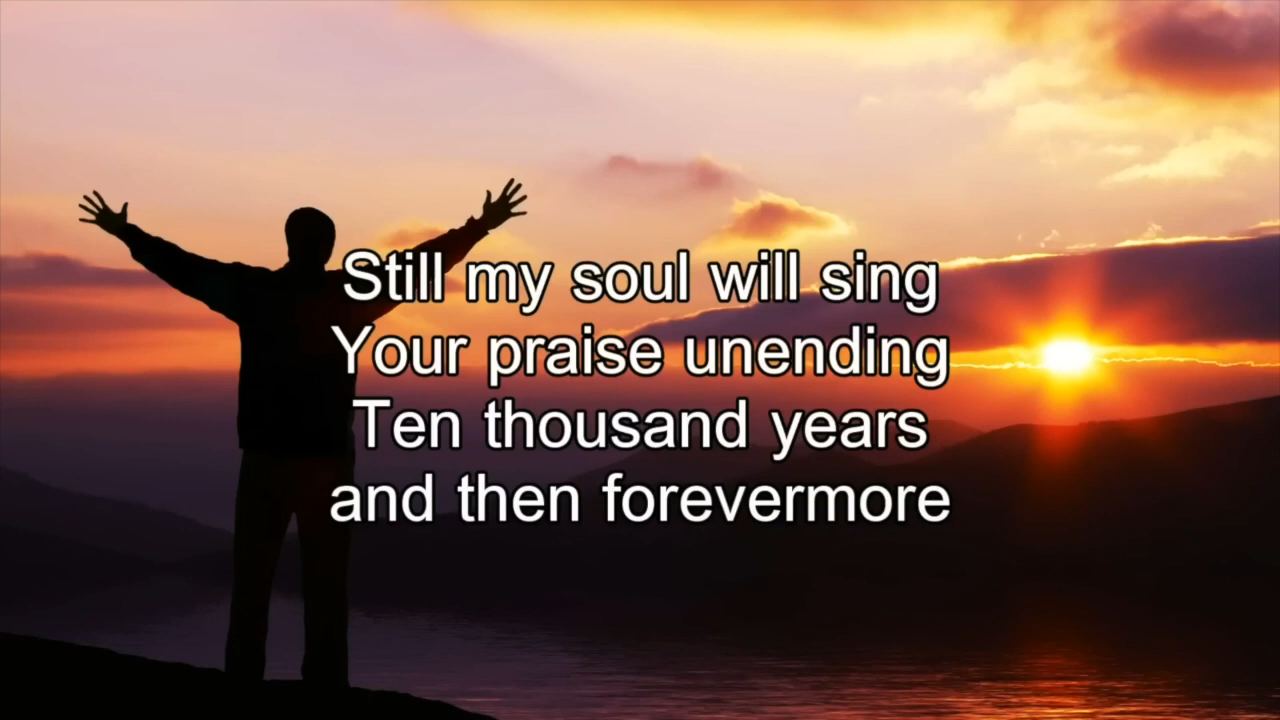 Still my soul will sing
Your praise unending
Ten thousand years
and then forevermore